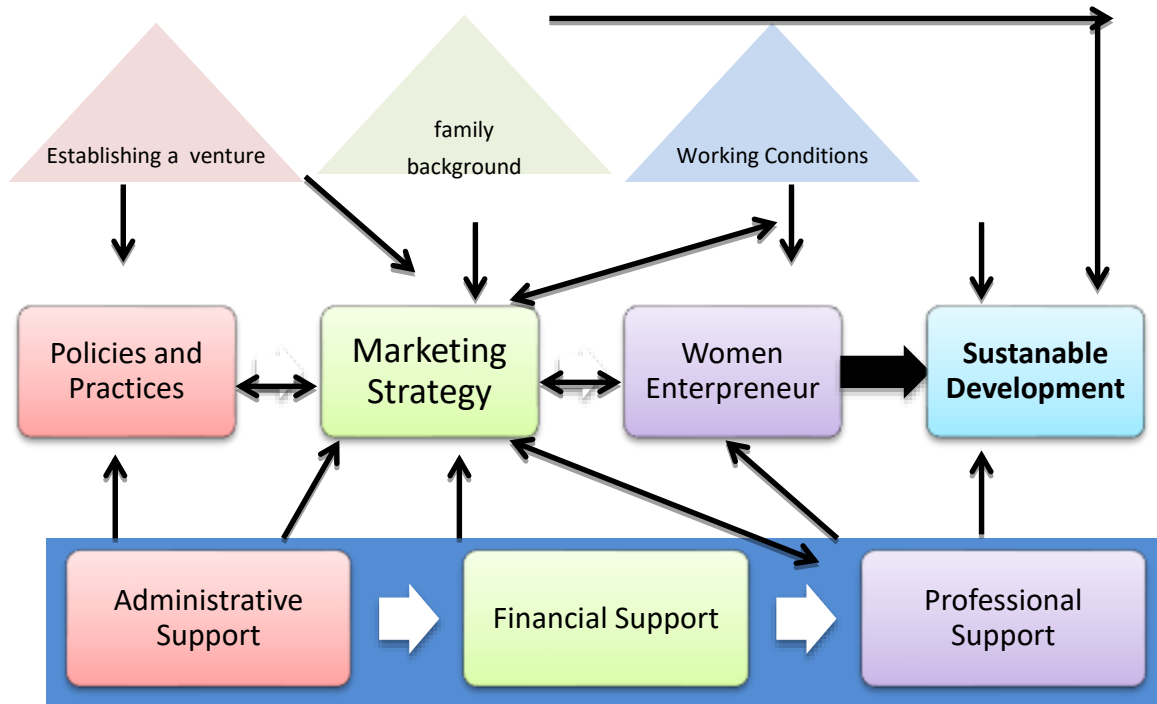 Establishing a venture
family
background
Working Conditions
Policies and
Practices
Marketing
Strategy
Women
Enterpreneur
Sustanable
Development
Administrative
Support
Financial Support
Professional
Support